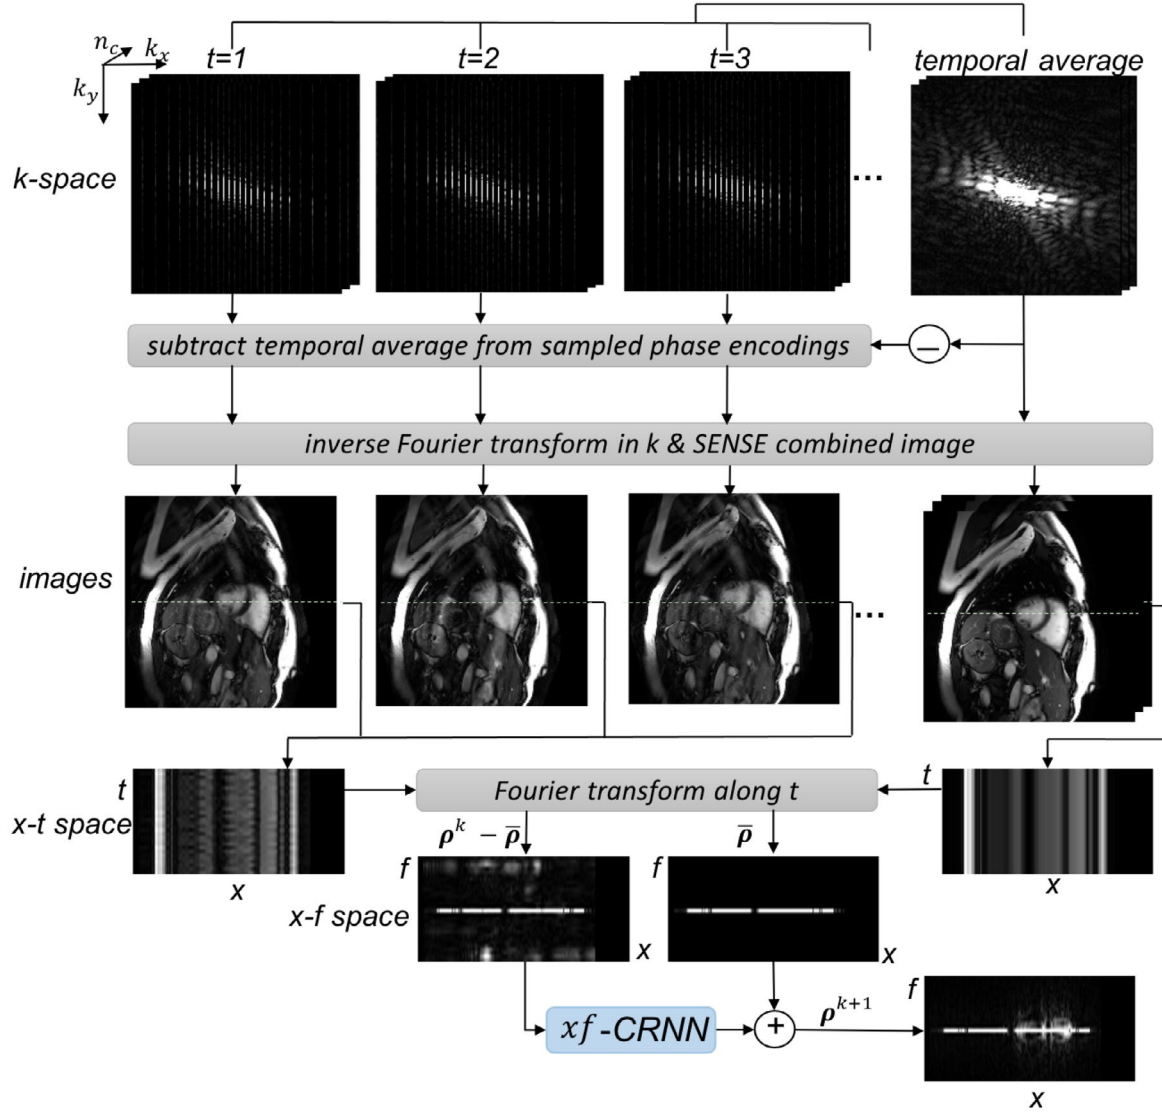 n_c
k_x
k_y
t=1
t=2
t=3
temporal average
k-space
...
subtract temporal average from sampled phase encodings
−
inverse Fourier transform in k & SENSE combined image
images
...
t
x-t space
x
Fourier transform along t
t
x
ρ^k − ρ̄
ρ̄
f
x-f space
x
f
x
xf-CRNN
+
ρ^{k+1}
f
x